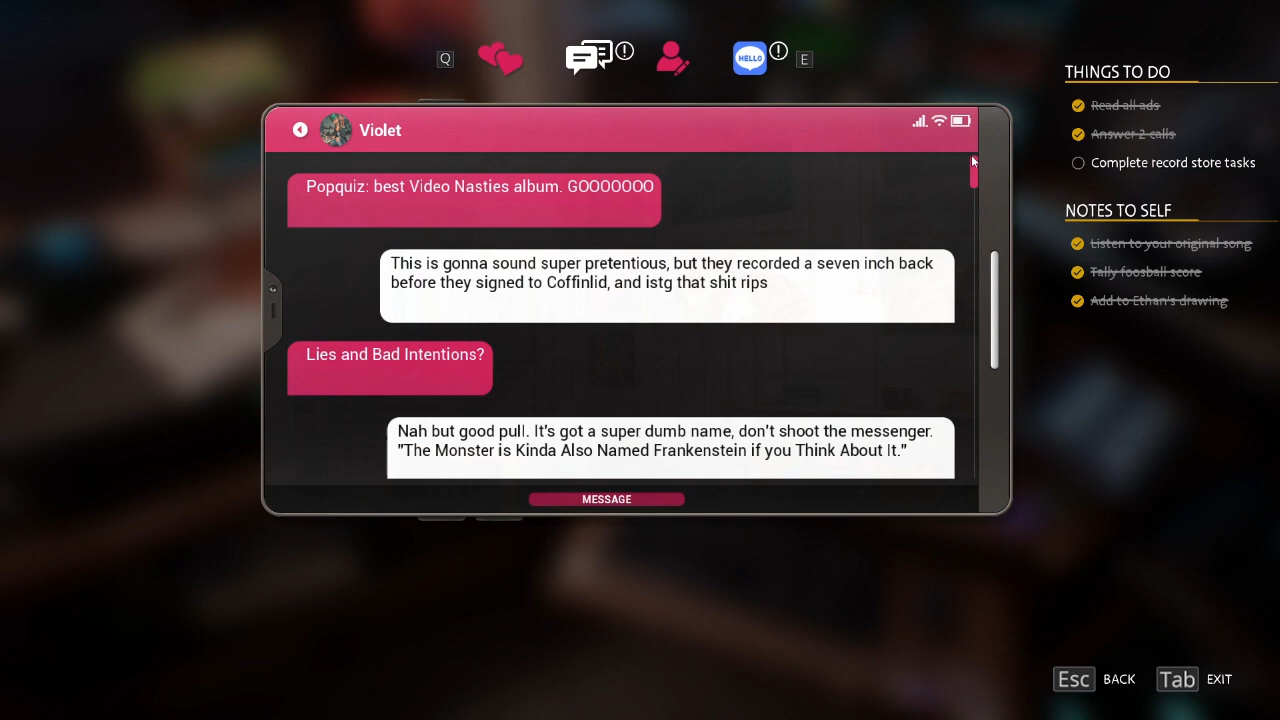 Q
HELLO
E
THINGS TO DO
Read all ads
Answer 2 calls
Complete record store tasks
NOTES TO SELF
Listen to your original song
Tally foosball score
Add to Ethan's drawing
Violet
Popquiz: best Video Nasties album. GOOOOOOO
This is gonna sound super pretentious, but they recorded a seven inch back
before they signed to Coffinlid, and istg that shit rips
Lies and Bad Intentions?
Nah but good pull. It's got a super dumb name, don't shoot the messenger.
"The Monster is Kinda Also Named Frankenstein if you Think About It."
MESSAGE
Esc BACK Tab EXIT